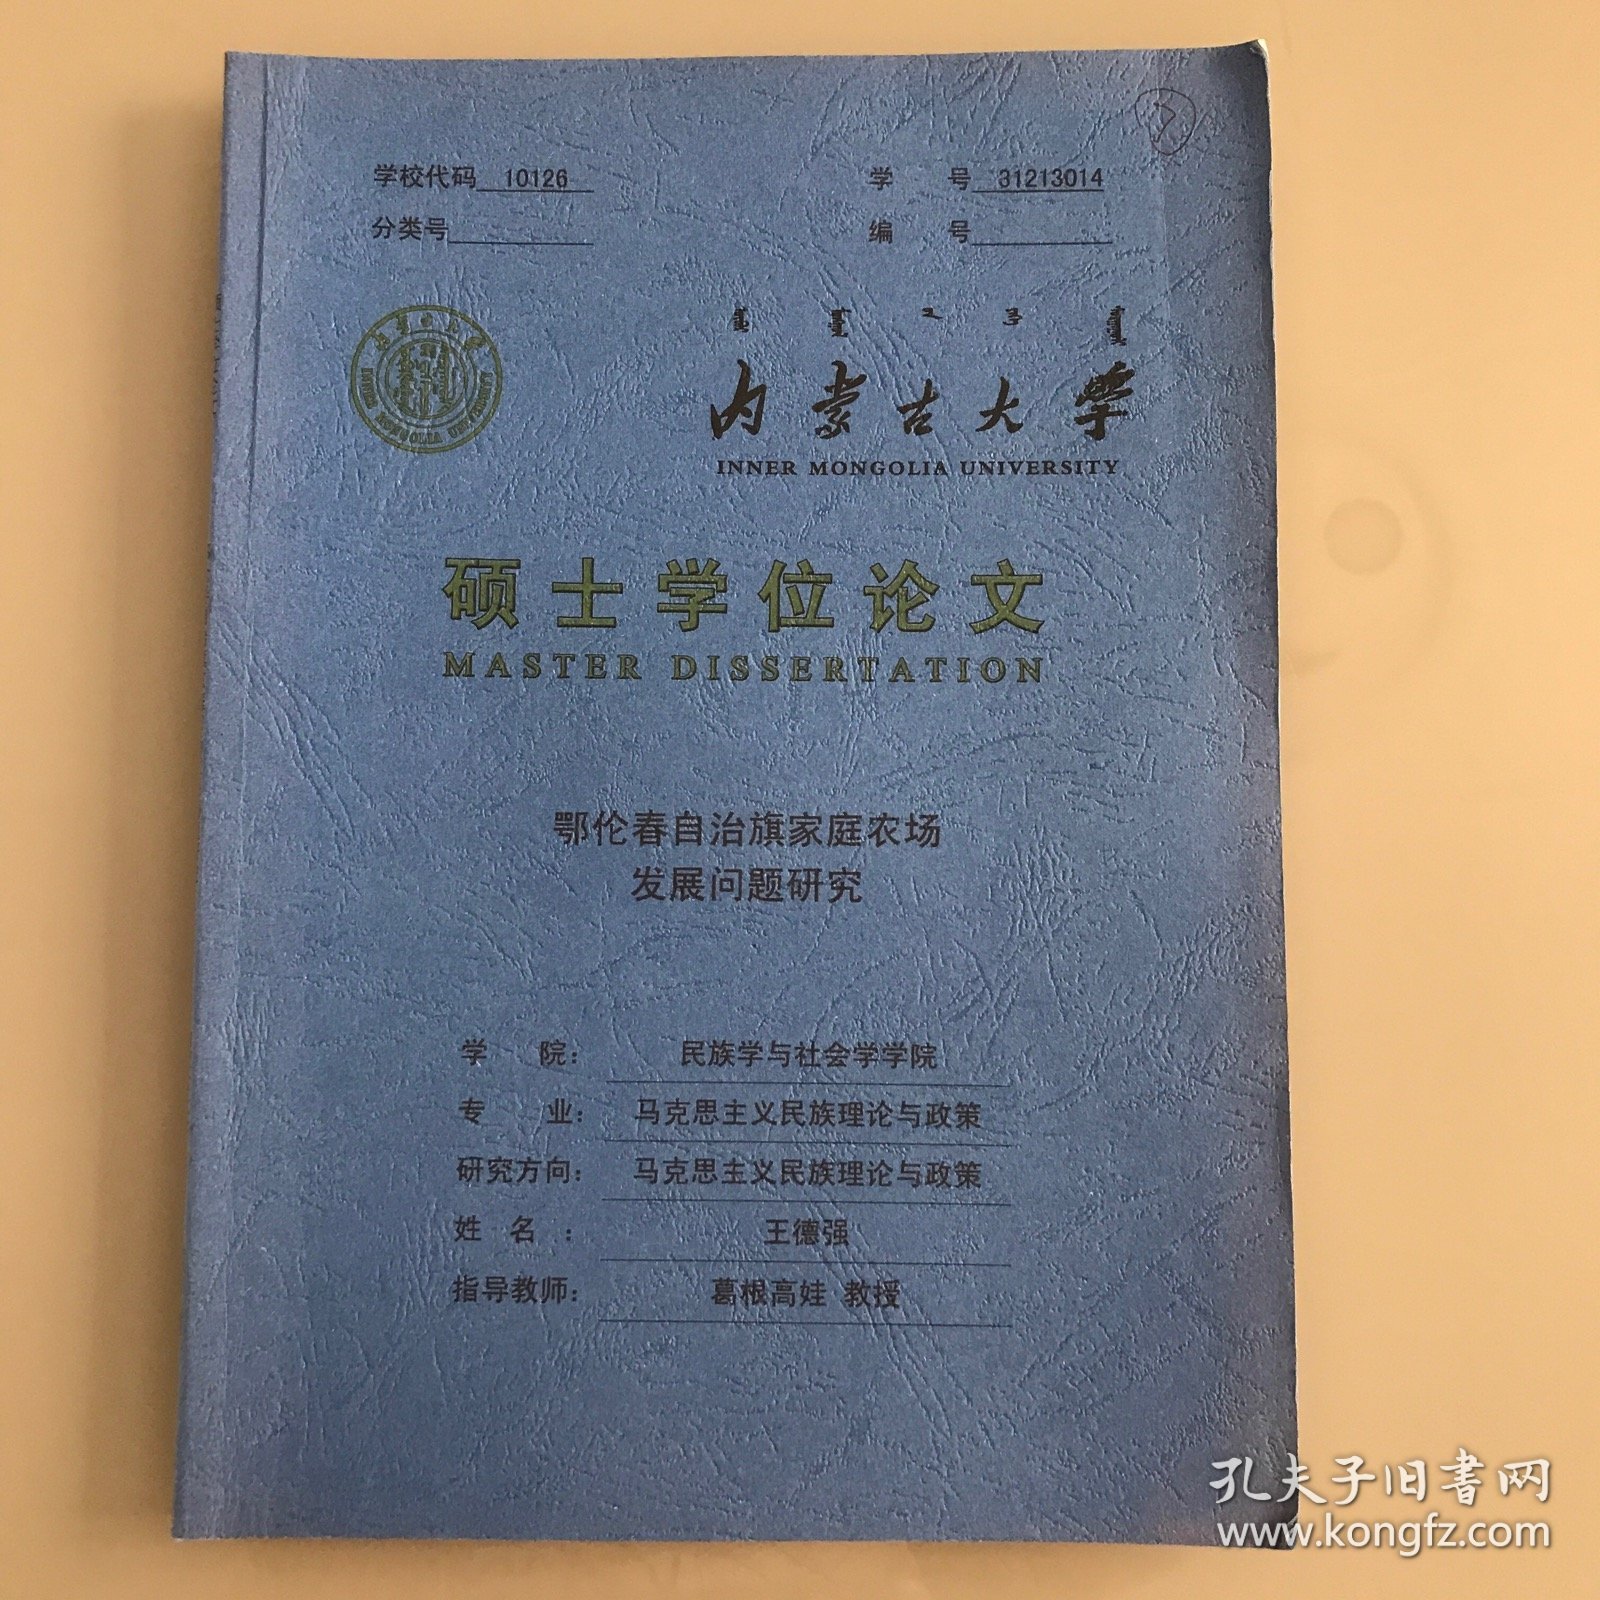 学校代码 10126
学 号 31213014
分类号
编 号
内蒙古大学
INNER MONGOLIA UNIVERSITY
INNER MONGOLIA UNIVERSITY
硕士学位论文
MASTER DISSERTATION
鄂伦春自治旗家庭农场
发展问题研究
学 院： 民族学与社会学学院
专 业： 马克思主义民族理论与政策
研究方向： 马克思主义民族理论与政策
姓 名 ： 王德强
指导教师： 葛根高娃 教授
孔夫子旧书网
www.kongfz.com